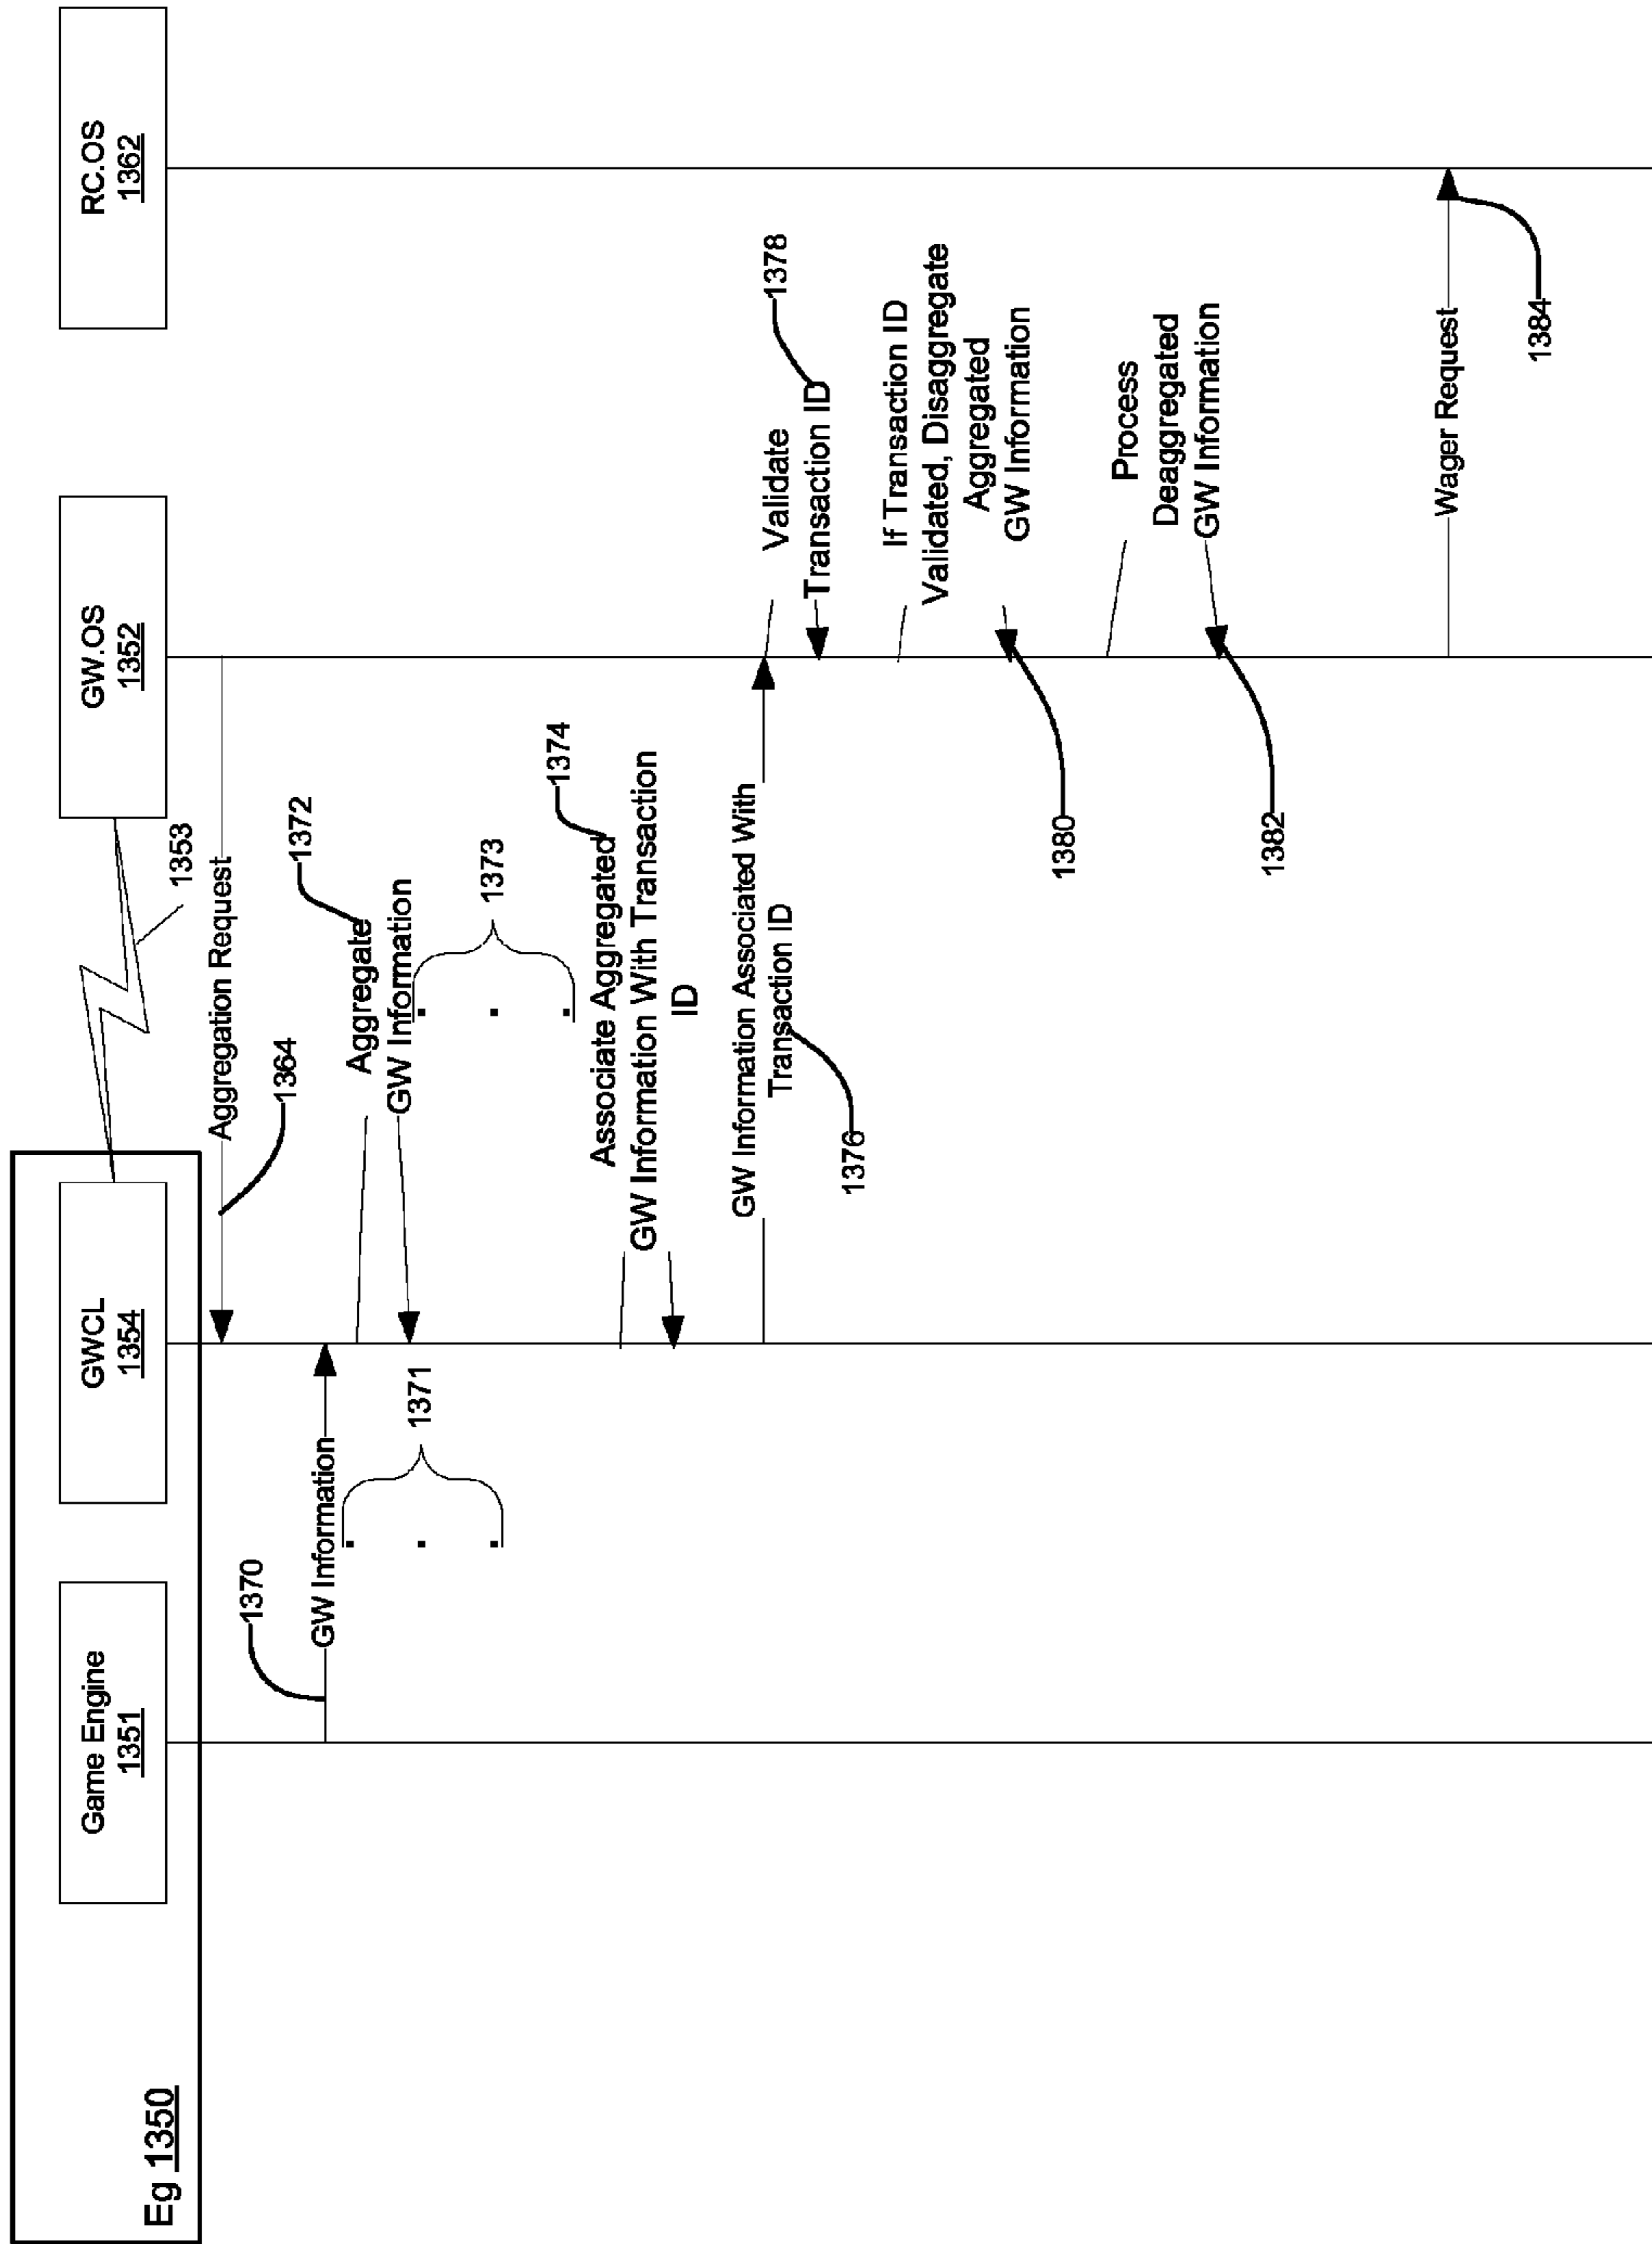 Eg 1350
Game Engine
1351
GWCL
1354
GW.OS
1352
RC.OS
1362
1353
Aggregation Request
1364
1370
GW Information
1371
1372
Aggregate
GW Information
1373
1374
Associate Aggregated
GW Information With Transaction
ID
GW Information Associated With
Transaction ID
1376
Validate
Transaction ID
1378
If Transaction ID
Validated, Disaggregate
Aggregated
GW Information
1380
Process
Deaggregated
GW Information
1382
Wager Request
1384